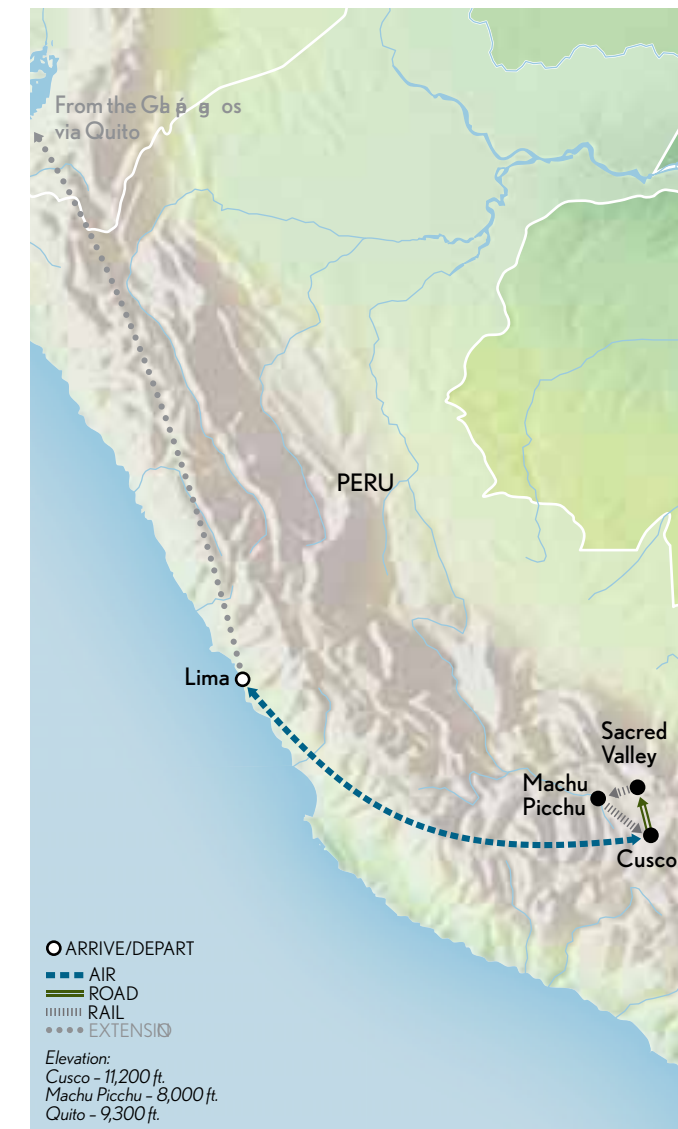 From the
via Quito
PERU
Lima
Sacred
Valley
Machu
Picchu
Cusco
ARRIVE/DEPART
AIR
ROAD
RAIL
Elevation:
Cusco – 11,200 ft.
Machu Picchu – 8,000 ft.
Quito – 9,300 ft.